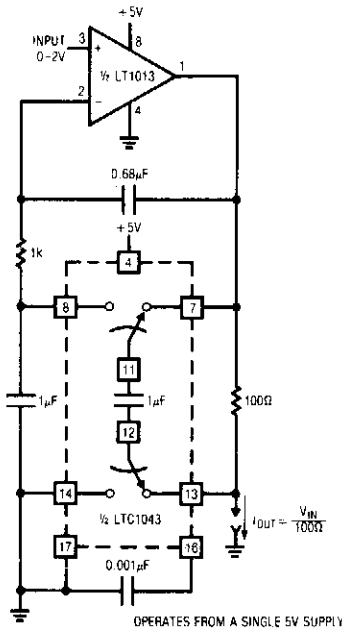 +5V
INPUT
0–2V
3
+
8
½ LT1013
1
2
−
4
0.68µF
+5V
1k
4
8
7
11
1µF
1µF
12
100Ω
14
13
½ LTC1043
I_OUT = V_IN
100Ω
17
16
0.001µF
OPERATES FROM A SINGLE 5V SUPPLY